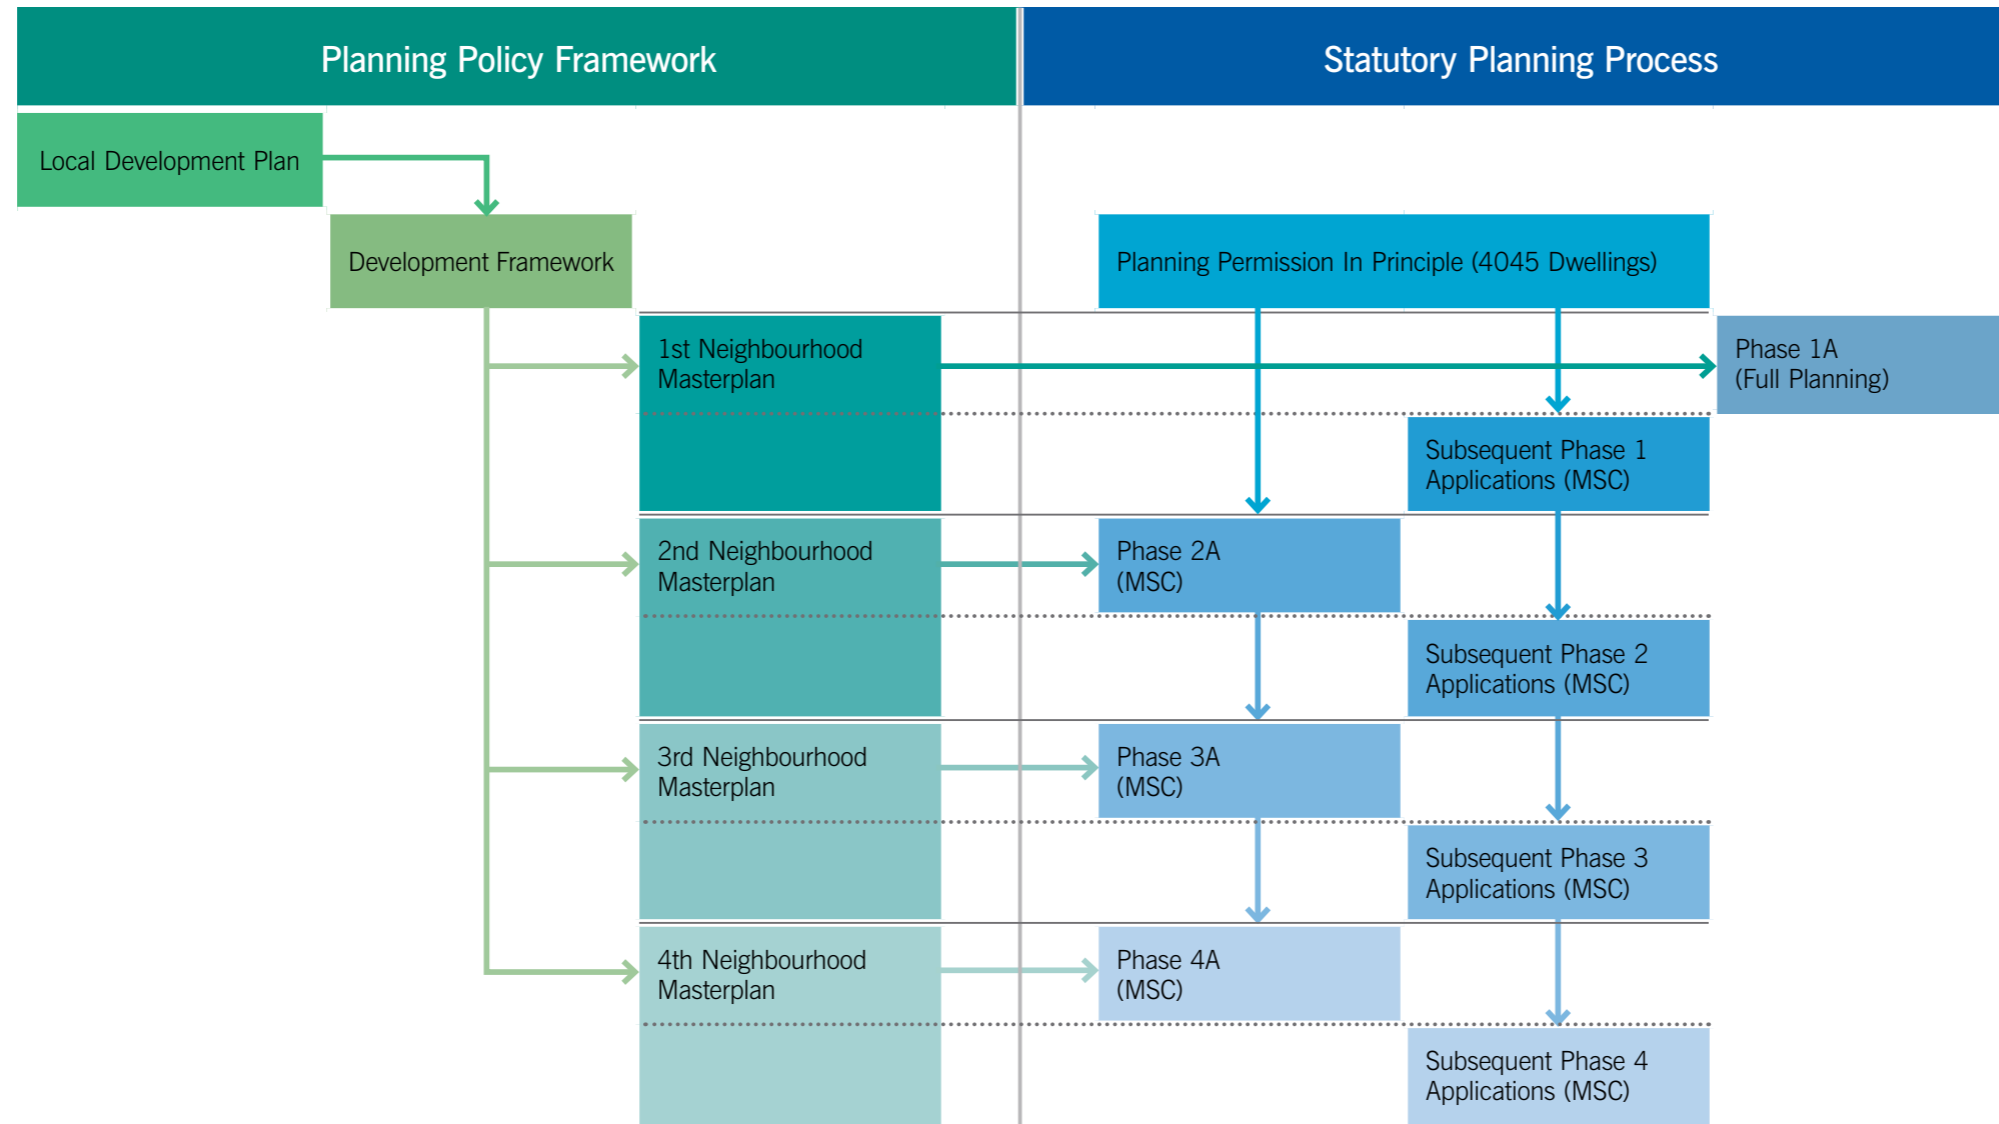 Planning Policy Framework
Statutory Planning Process
Local Development Plan
Development Framework
Planning Permission In Principle (4045 Dwellings)
1st Neighbourhood
Masterplan
Phase 1A
(Full Planning)
Subsequent Phase 1
Applications (MSC)
2nd Neighbourhood
Masterplan
Phase 2A
(MSC)
Subsequent Phase 2
Applications (MSC)
3rd Neighbourhood
Masterplan
Phase 3A
(MSC)
Subsequent Phase 3
Applications (MSC)
4th Neighbourhood
Masterplan
Phase 4A
(MSC)
Subsequent Phase 4
Applications (MSC)